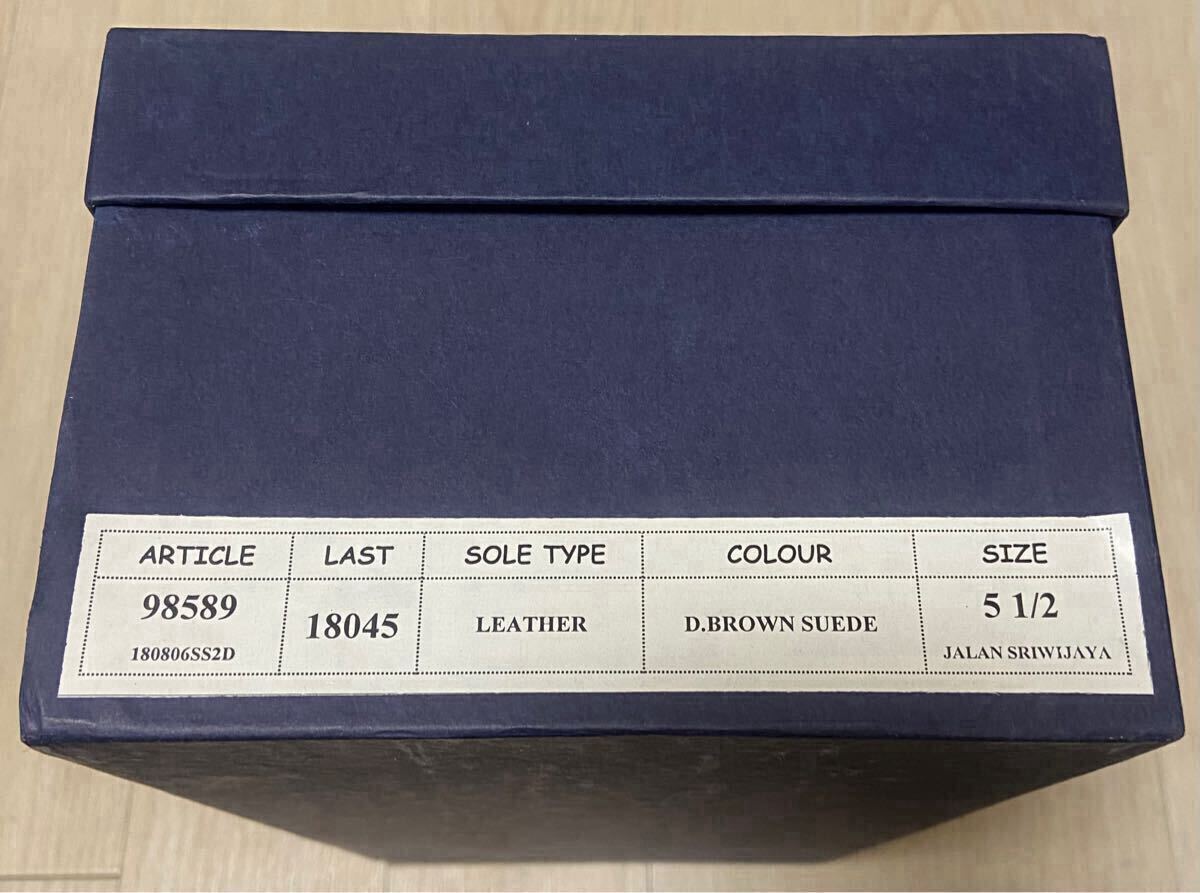 ARTICLE LAST SOLE TYPE COLOUR SIZE
98589 18045 LEATHER D.BROWN SUEDE 5 1/2
180806SS2D JALAN SRIWIJAYA